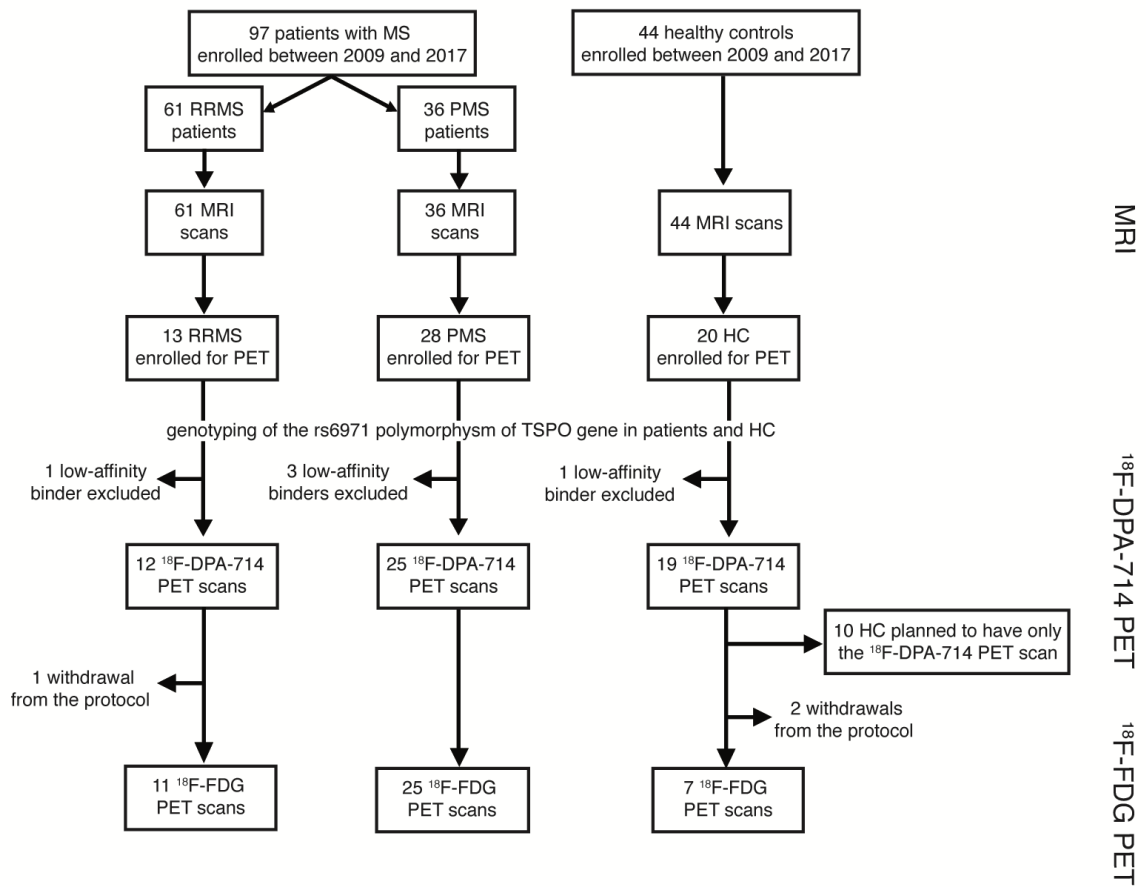 97 patients with MS
enrolled between 2009 and 2017
44 healthy controls
enrolled between 2009 and 2017
61 RRMS
patients
36 PMS
patients
61 MRI
scans
36 MRI
scans
44 MRI scans
MRI
13 RRMS
enrolled for PET
28 PMS
enrolled for PET
20 HC
enrolled for PET
genotyping of the rs6971 polymorphysm of TSPO gene in patients and HC
1 low-affinity
binder excluded
3 low-affinity
binders excluded
1 low-affinity
binder excluded
12 ¹⁸F-DPA-714
PET scans
25 ¹⁸F-DPA-714
PET scans
19 ¹⁸F-DPA-714
PET scans
¹⁸F-DPA-714 PET
10 HC planned to have only
the ¹⁸F-DPA-714 PET scan
1 withdrawal
from the protocol
2 withdrawals
from the protocol
11 ¹⁸F-FDG
PET scans
25 ¹⁸F-FDG
PET scans
7 ¹⁸F-FDG
PET scans
¹⁸F-FDG PET